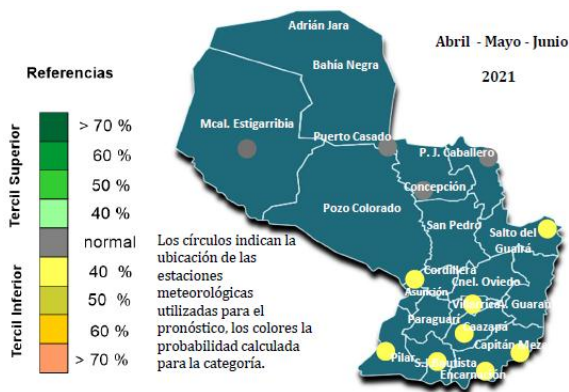 Abril - Mayo - Junio
2021
Referencias
Tercil Superior
> 70 %
60 %
50 %
40 %
normal
Tercil Inferior
40 %
50 %
60 %
> 70 %
Los círculos indican la
ubicación de las
estaciones
meteorológicas
utilizadas para el
pronóstico, los colores la
probabilidad calculada
para la categoría.
Adrián Jara
Bahía Negra
Mcal. Estigarribia
Puerto Casado
P. J. Caballero
Concepción
Pozo Colorado
San Pedro
Salto del
Guairá
Cordillera
Asunción
Cnel. Oviedo
Villarrica
Paraguarí
Caazapá
Capitán Meza
Pilar
S.J. Bautista
Encarnación